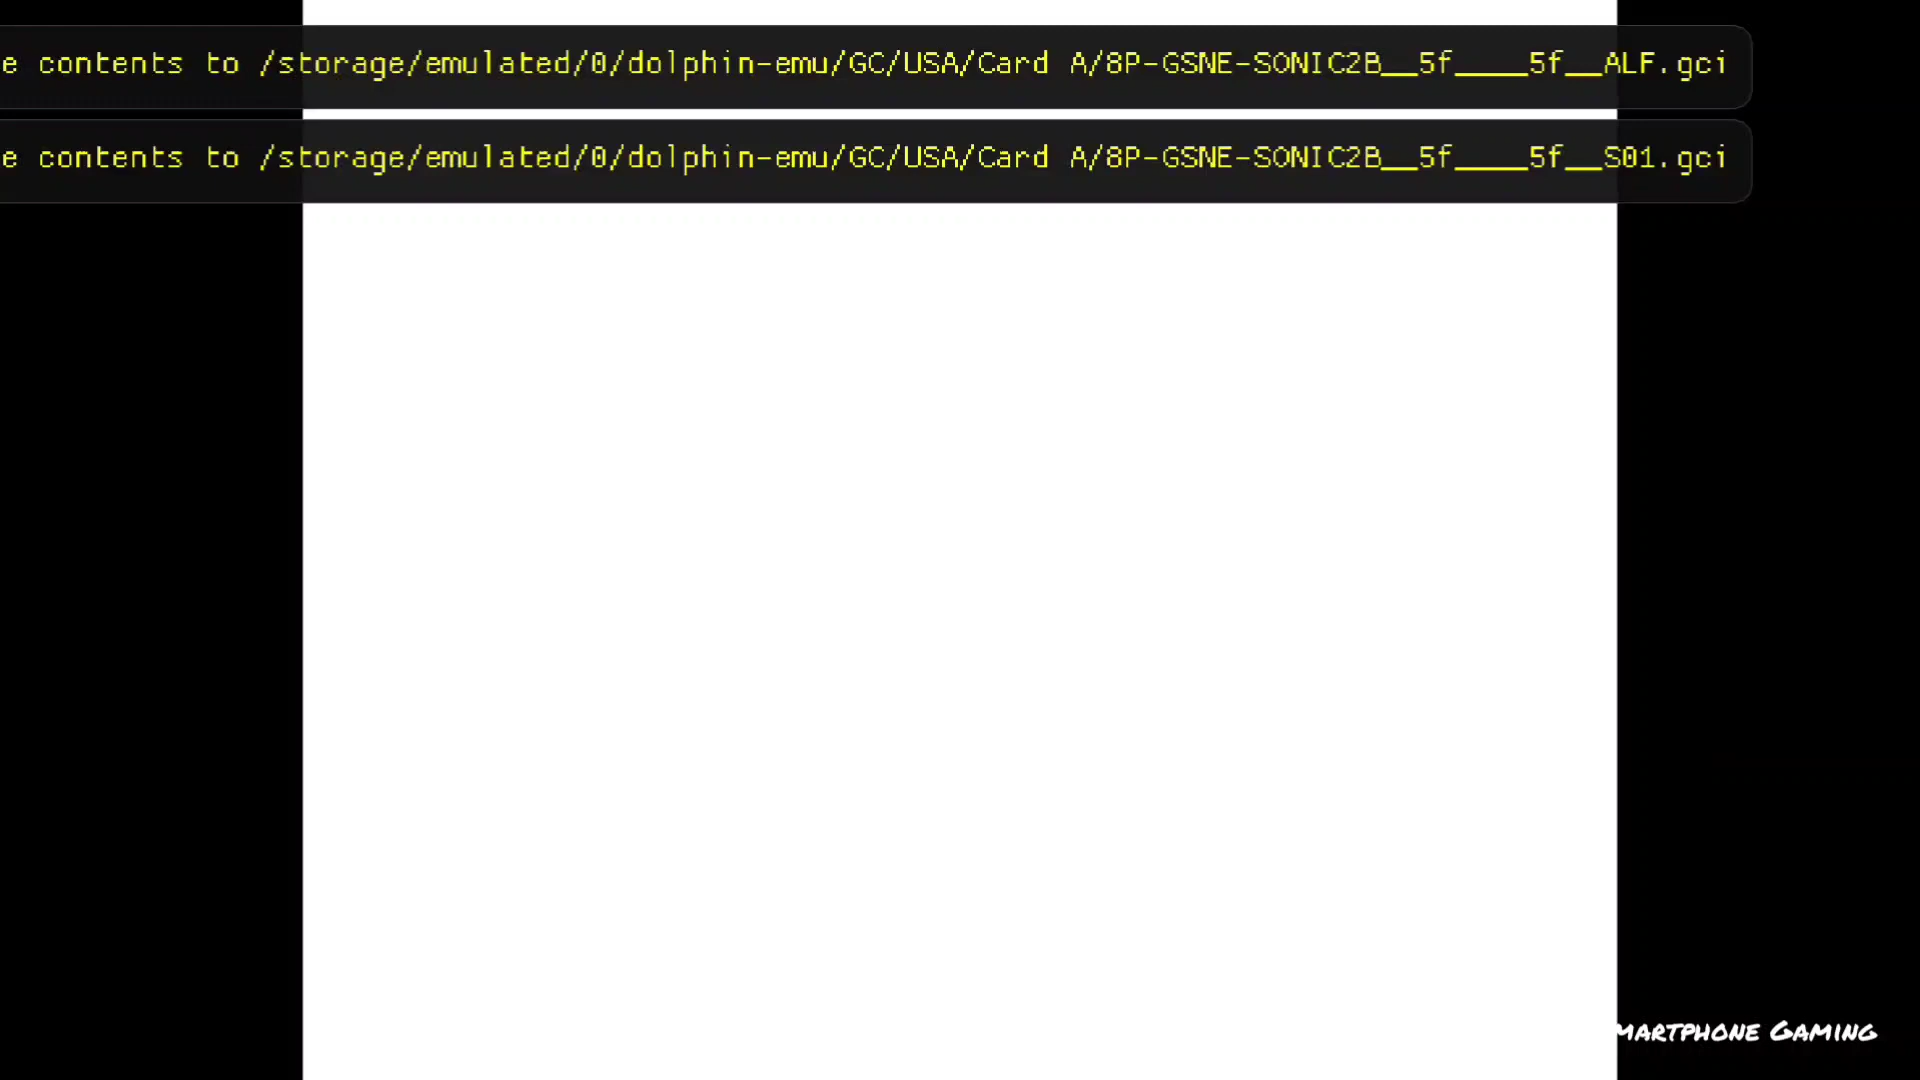 e contents to /storage/emulated/0/dolphin-emu/GC/USA/Card A/8P-GSNE-SONIC2B__5f____5f__ALF.gci
e contents to /storage/emulated/0/dolphin-emu/GC/USA/Card A/8P-GSNE-SONIC2B__5f____5f__S01.gci
martphone Gaming